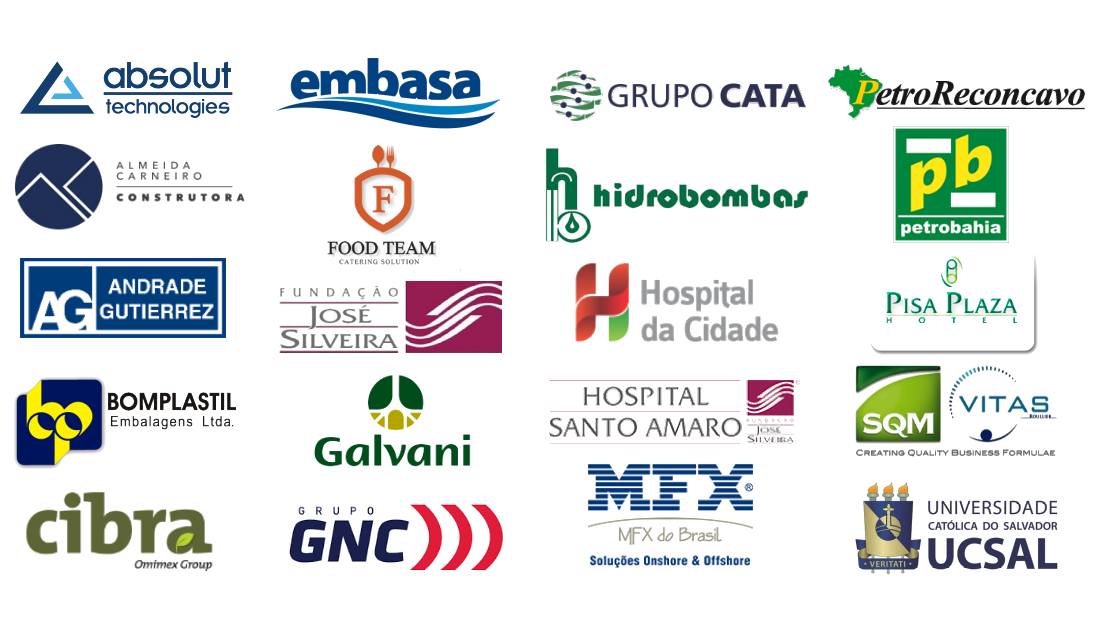 absolut
technologies
embasa
GRUPO CATA
PetroReconcavo
ALMEIDA
CARNEIRO
CONSTRUTORA
F
FOOD TEAM
CATERING SOLUTION
h
hidrobombas
pb
petrobahia
AG
ANDRADE
GUTIERREZ
FUNDAÇÃO
JOSÉ
SILVEIRA
H
Hospital
da Cidade
PISA PLAZA
HOTEL
bp
BOMPLASTIL
Embalagens Ltda.
Galvani
HOSPITAL
SANTO AMARO
FUNDAÇÃO
JOSÉ
SILVEIRA
SQM
VITAS
ROULLIER
CREATING QUALITY BUSINESS FORMULAE
cibra
Omimex Group
GRUPO
GNC
MFX®
MFX do Brasil
Soluções Onshore & Offshore
VERITATI
UNIVERSIDADE
CATÓLICA DO SALVADOR
UCSAL